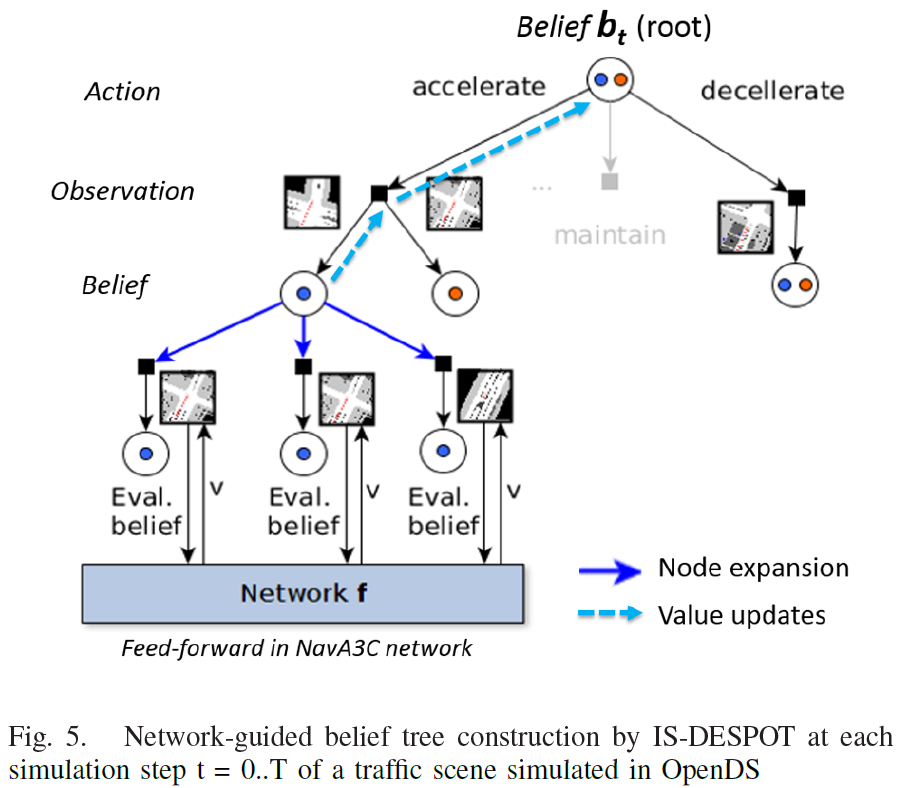 Belief bt (root)
Action
accelerate
decellerate
Observation
...
maintain
Belief
Eval.
belief
v
Eval.
belief
v
Eval.
belief
v
Network f
Feed-forward in NavA3C network
Node expansion
Value updates
Fig. 5. Network-guided belief tree construction by IS-DESPOT at each
simulation step t = 0..T of a traffic scene simulated in OpenDS